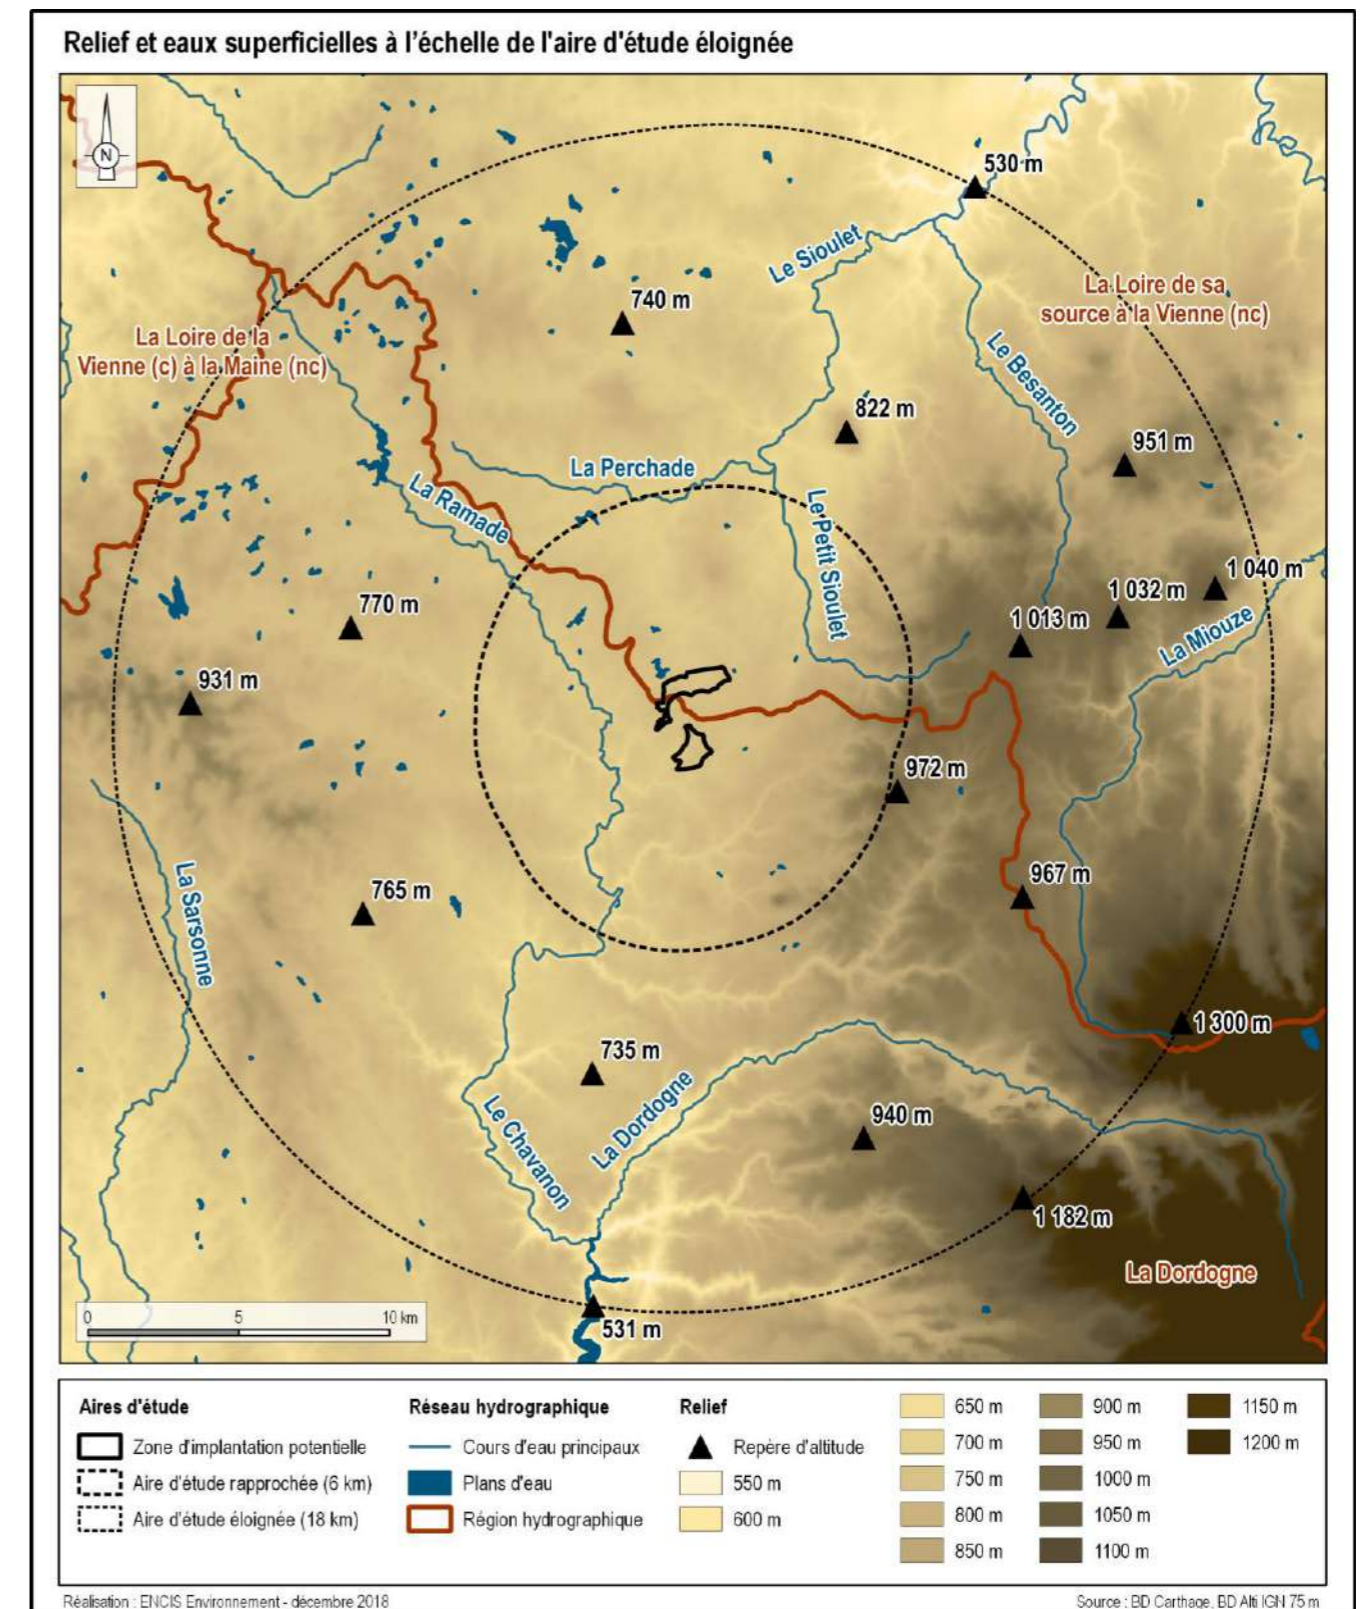 Relief et eaux superficielles à l'échelle de l'aire d'étude éloignée
N
530 m
Le Sioulet
La Loire de sa
source à la Vienne (nc)
740 m
La Loire de la
Vienne (c) à la Maine (nc)
Le Besanton
822 m
951 m
La Perchade
La Ramade
Le Petit Sioulet
1 040 m
1 032 m
770 m
1 013 m
La Miouze
931 m
972 m
967 m
765 m
La Sarsonne
1 300 m
735 m
La Dordogne
940 m
Le Chavanon
1 182 m
La Dordogne
0 5 10 km
531 m
Aires d'étude
Zone d'implantation potentielle
Aire d'étude rapprochée (6 km)
Aire d'étude éloignée (18 km)
Réseau hydrographique
Cours d'eau principaux
Plans d'eau
Région hydrographique
Relief
Repère d'altitude
550 m
600 m
650 m
700 m
750 m
800 m
850 m
900 m
950 m
1000 m
1050 m
1100 m
1150 m
1200 m
Réalisation : ENCIS Environnement - décembre 2018
Source : BD Carthage, BD Alti IGN 75 m